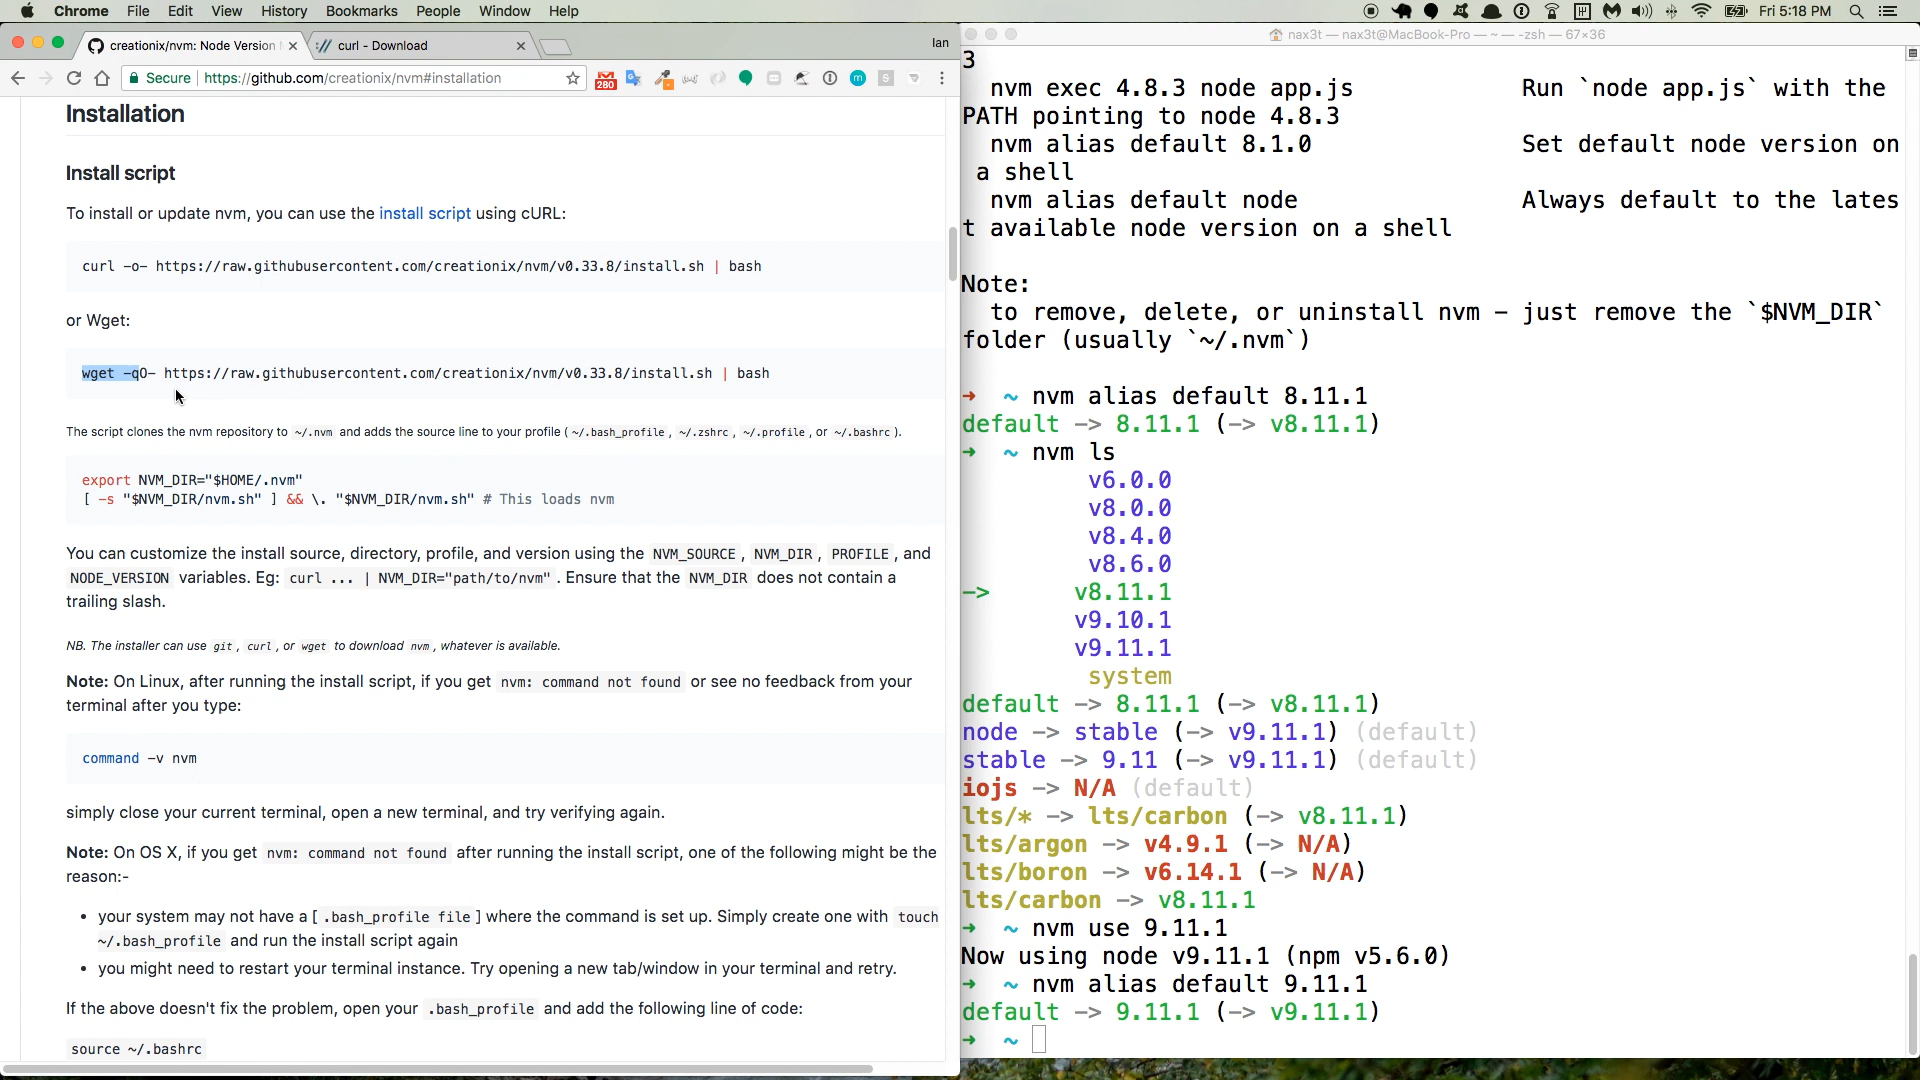 Chrome File Edit View History Bookmarks People Window Help
Fri 5:18 PM
creationix/nvm: Node Version
curl - Download
Ian
Secure https://github.com/creationix/nvm#installation
280
Installation
Install script
To install or update nvm, you can use the install script using cURL:
curl -o- https://raw.githubusercontent.com/creationix/nvm/v0.33.8/install.sh | bash
or Wget:
wget -qO- https://raw.githubusercontent.com/creationix/nvm/v0.33.8/install.sh | bash
The script clones the nvm repository to ~/.nvm and adds the source line to your profile ( ~/.bash_profile , ~/.zshrc , ~/.profile , or ~/.bashrc ).
export NVM_DIR="$HOME/.nvm"
[ -s "$NVM_DIR/nvm.sh" ] && \. "$NVM_DIR/nvm.sh" # This loads nvm
You can customize the install source, directory, profile, and version using the NVM_SOURCE , NVM_DIR , PROFILE , and
NODE_VERSION variables. Eg: curl ... | NVM_DIR="path/to/nvm" . Ensure that the NVM_DIR does not contain a
trailing slash.
NB. The installer can use git , curl , or wget to download nvm , whatever is available.
Note: On Linux, after running the install script, if you get nvm: command not found or see no feedback from your
terminal after you type:
command -v nvm
simply close your current terminal, open a new terminal, and try verifying again.
Note: On OS X, if you get nvm: command not found after running the install script, one of the following might be the
reason:-
• your system may not have a [ .bash_profile file ] where the command is set up. Simply create one with touch
~/.bash_profile and run the install script again
• you might need to restart your terminal instance. Try opening a new tab/window in your terminal and retry.
If the above doesn't fix the problem, open your .bash_profile and add the following line of code:
source ~/.bashrc
nax3t — nax3t@MacBook-Pro — ~ — -zsh — 67×36
3
nvm exec 4.8.3 node app.js Run `node app.js` with the
PATH pointing to node 4.8.3
nvm alias default 8.1.0 Set default node version on
a shell
nvm alias default node Always default to the lates
t available node version on a shell
Note:
to remove, delete, or uninstall nvm - just remove the `$NVM_DIR`
folder (usually `~/.nvm`)
→ ~ nvm alias default 8.11.1
default -> 8.11.1 (-> v8.11.1)
→ ~ nvm ls
v6.0.0
v8.0.0
v8.4.0
v8.6.0
-> v8.11.1
v9.10.1
v9.11.1
system
default -> 8.11.1 (-> v8.11.1)
node -> stable (-> v9.11.1) (default)
stable -> 9.11 (-> v9.11.1) (default)
iojs -> N/A (default)
lts/* -> lts/carbon (-> v8.11.1)
lts/argon -> v4.9.1 (-> N/A)
lts/boron -> v6.14.1 (-> N/A)
lts/carbon -> v8.11.1
→ ~ nvm use 9.11.1
Now using node v9.11.1 (npm v5.6.0)
→ ~ nvm alias default 9.11.1
default -> 9.11.1 (-> v9.11.1)
→ ~